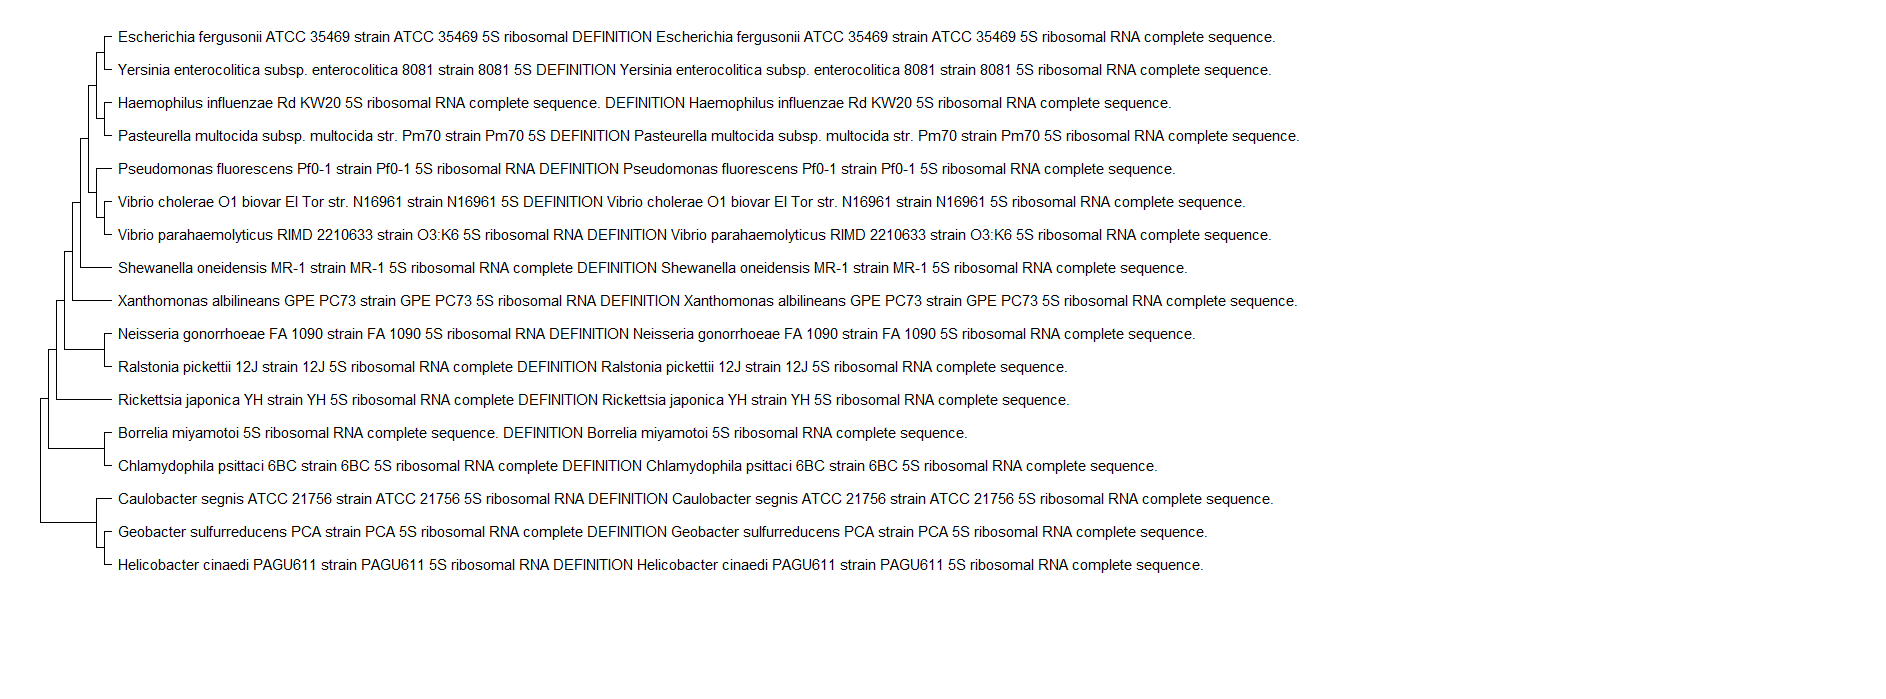 Escherichia fergusonii ATCC 35469 strain ATCC 35469 5S ribosomal DEFINITION Escherichia fergusonii ATCC 35469 strain ATCC 35469 5S ribosomal RNA complete sequence.
Yersinia enterocolitica subsp. enterocolitica 8081 strain 8081 5S DEFINITION Yersinia enterocolitica subsp. enterocolitica 8081 strain 8081 5S ribosomal RNA complete sequence.
Haemophilus influenzae Rd KW20 5S ribosomal RNA complete sequence. DEFINITION Haemophilus influenzae Rd KW20 5S ribosomal RNA complete sequence.
Pasteurella multocida subsp. multocida str. Pm70 strain Pm70 5S DEFINITION Pasteurella multocida subsp. multocida str. Pm70 strain Pm70 5S ribosomal RNA complete sequence.
Pseudomonas fluorescens Pf0-1 strain Pf0-1 5S ribosomal RNA DEFINITION Pseudomonas fluorescens Pf0-1 strain Pf0-1 5S ribosomal RNA complete sequence.
Vibrio cholerae O1 biovar El Tor str. N16961 strain N16961 5S DEFINITION Vibrio cholerae O1 biovar El Tor str. N16961 strain N16961 5S ribosomal RNA complete sequence.
Vibrio parahaemolyticus RIMD 2210633 strain O3:K6 5S ribosomal RNA DEFINITION Vibrio parahaemolyticus RIMD 2210633 strain O3:K6 5S ribosomal RNA complete sequence.
Shewanella oneidensis MR-1 strain MR-1 5S ribosomal RNA complete DEFINITION Shewanella oneidensis MR-1 strain MR-1 5S ribosomal RNA complete sequence.
Xanthomonas albilineans GPE PC73 strain GPE PC73 5S ribosomal RNA DEFINITION Xanthomonas albilineans GPE PC73 strain GPE PC73 5S ribosomal RNA complete sequence.
Neisseria gonorrhoeae FA 1090 strain FA 1090 5S ribosomal RNA DEFINITION Neisseria gonorrhoeae FA 1090 strain FA 1090 5S ribosomal RNA complete sequence.
Ralstonia pickettii 12J strain 12J 5S ribosomal RNA complete DEFINITION Ralstonia pickettii 12J strain 12J 5S ribosomal RNA complete sequence.
Rickettsia japonica YH strain YH 5S ribosomal RNA complete DEFINITION Rickettsia japonica YH strain YH 5S ribosomal RNA complete sequence.
Borrelia miyamotoi 5S ribosomal RNA complete sequence. DEFINITION Borrelia miyamotoi 5S ribosomal RNA complete sequence.
Chlamydophila psittaci 6BC strain 6BC 5S ribosomal RNA complete DEFINITION Chlamydophila psittaci 6BC strain 6BC 5S ribosomal RNA complete sequence.
Caulobacter segnis ATCC 21756 strain ATCC 21756 5S ribosomal RNA DEFINITION Caulobacter segnis ATCC 21756 strain ATCC 21756 5S ribosomal RNA complete sequence.
Geobacter sulfurreducens PCA strain PCA 5S ribosomal RNA complete DEFINITION Geobacter sulfurreducens PCA strain PCA 5S ribosomal RNA complete sequence.
Helicobacter cinaedi PAGU611 strain PAGU611 5S ribosomal RNA DEFINITION Helicobacter cinaedi PAGU611 strain PAGU611 5S ribosomal RNA complete sequence.